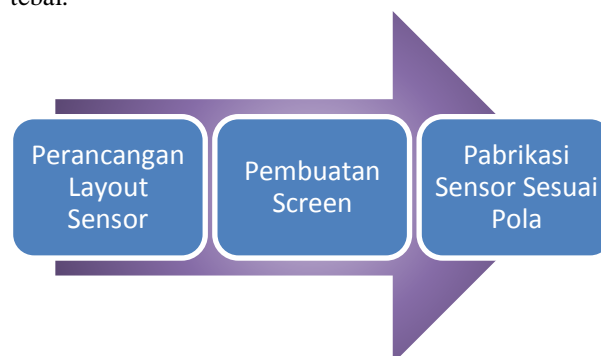 tebal.
Perancangan
Layout
Sensor
Pembuatan
Screen
Pabrikasi
Sensor Sesuai
Pola